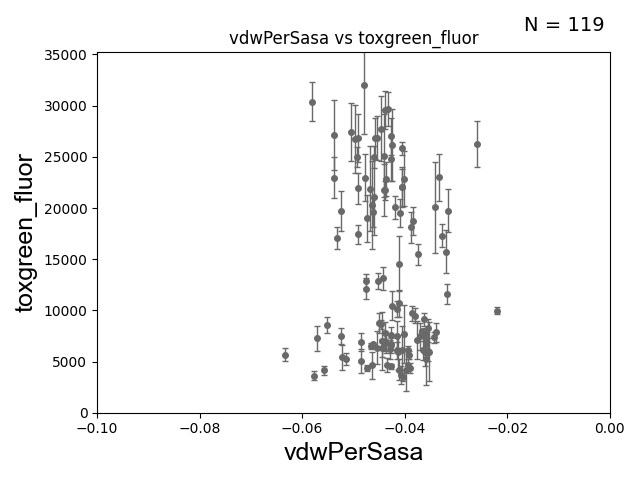 N = 119
vdwPerSasa vs toxgreen_fluor
toxgreen_fluor
35000
30000
25000
20000
15000
10000
5000
0
−0.10 −0.08 −0.06 −0.04 −0.02 0.00
vdwPerSasa